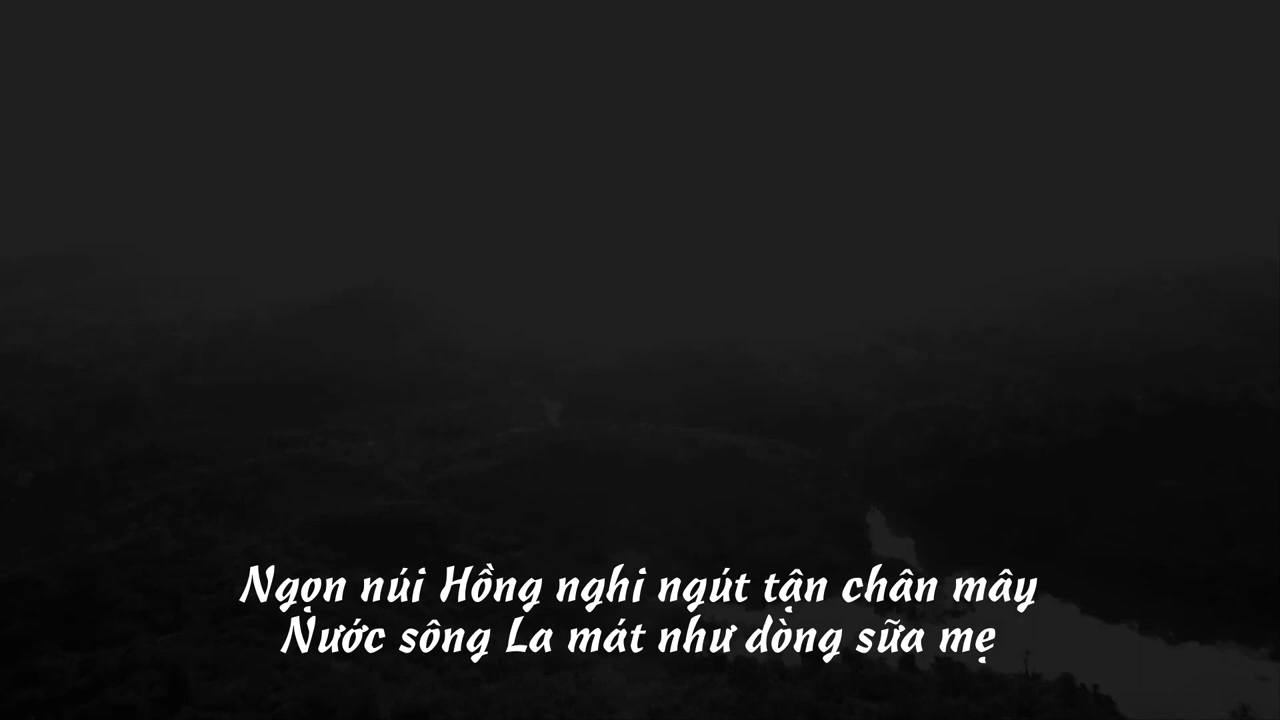 Ngọn núi Hồng nghi ngút tận chân mây
Nước sông La mát như dòng sữa mẹ